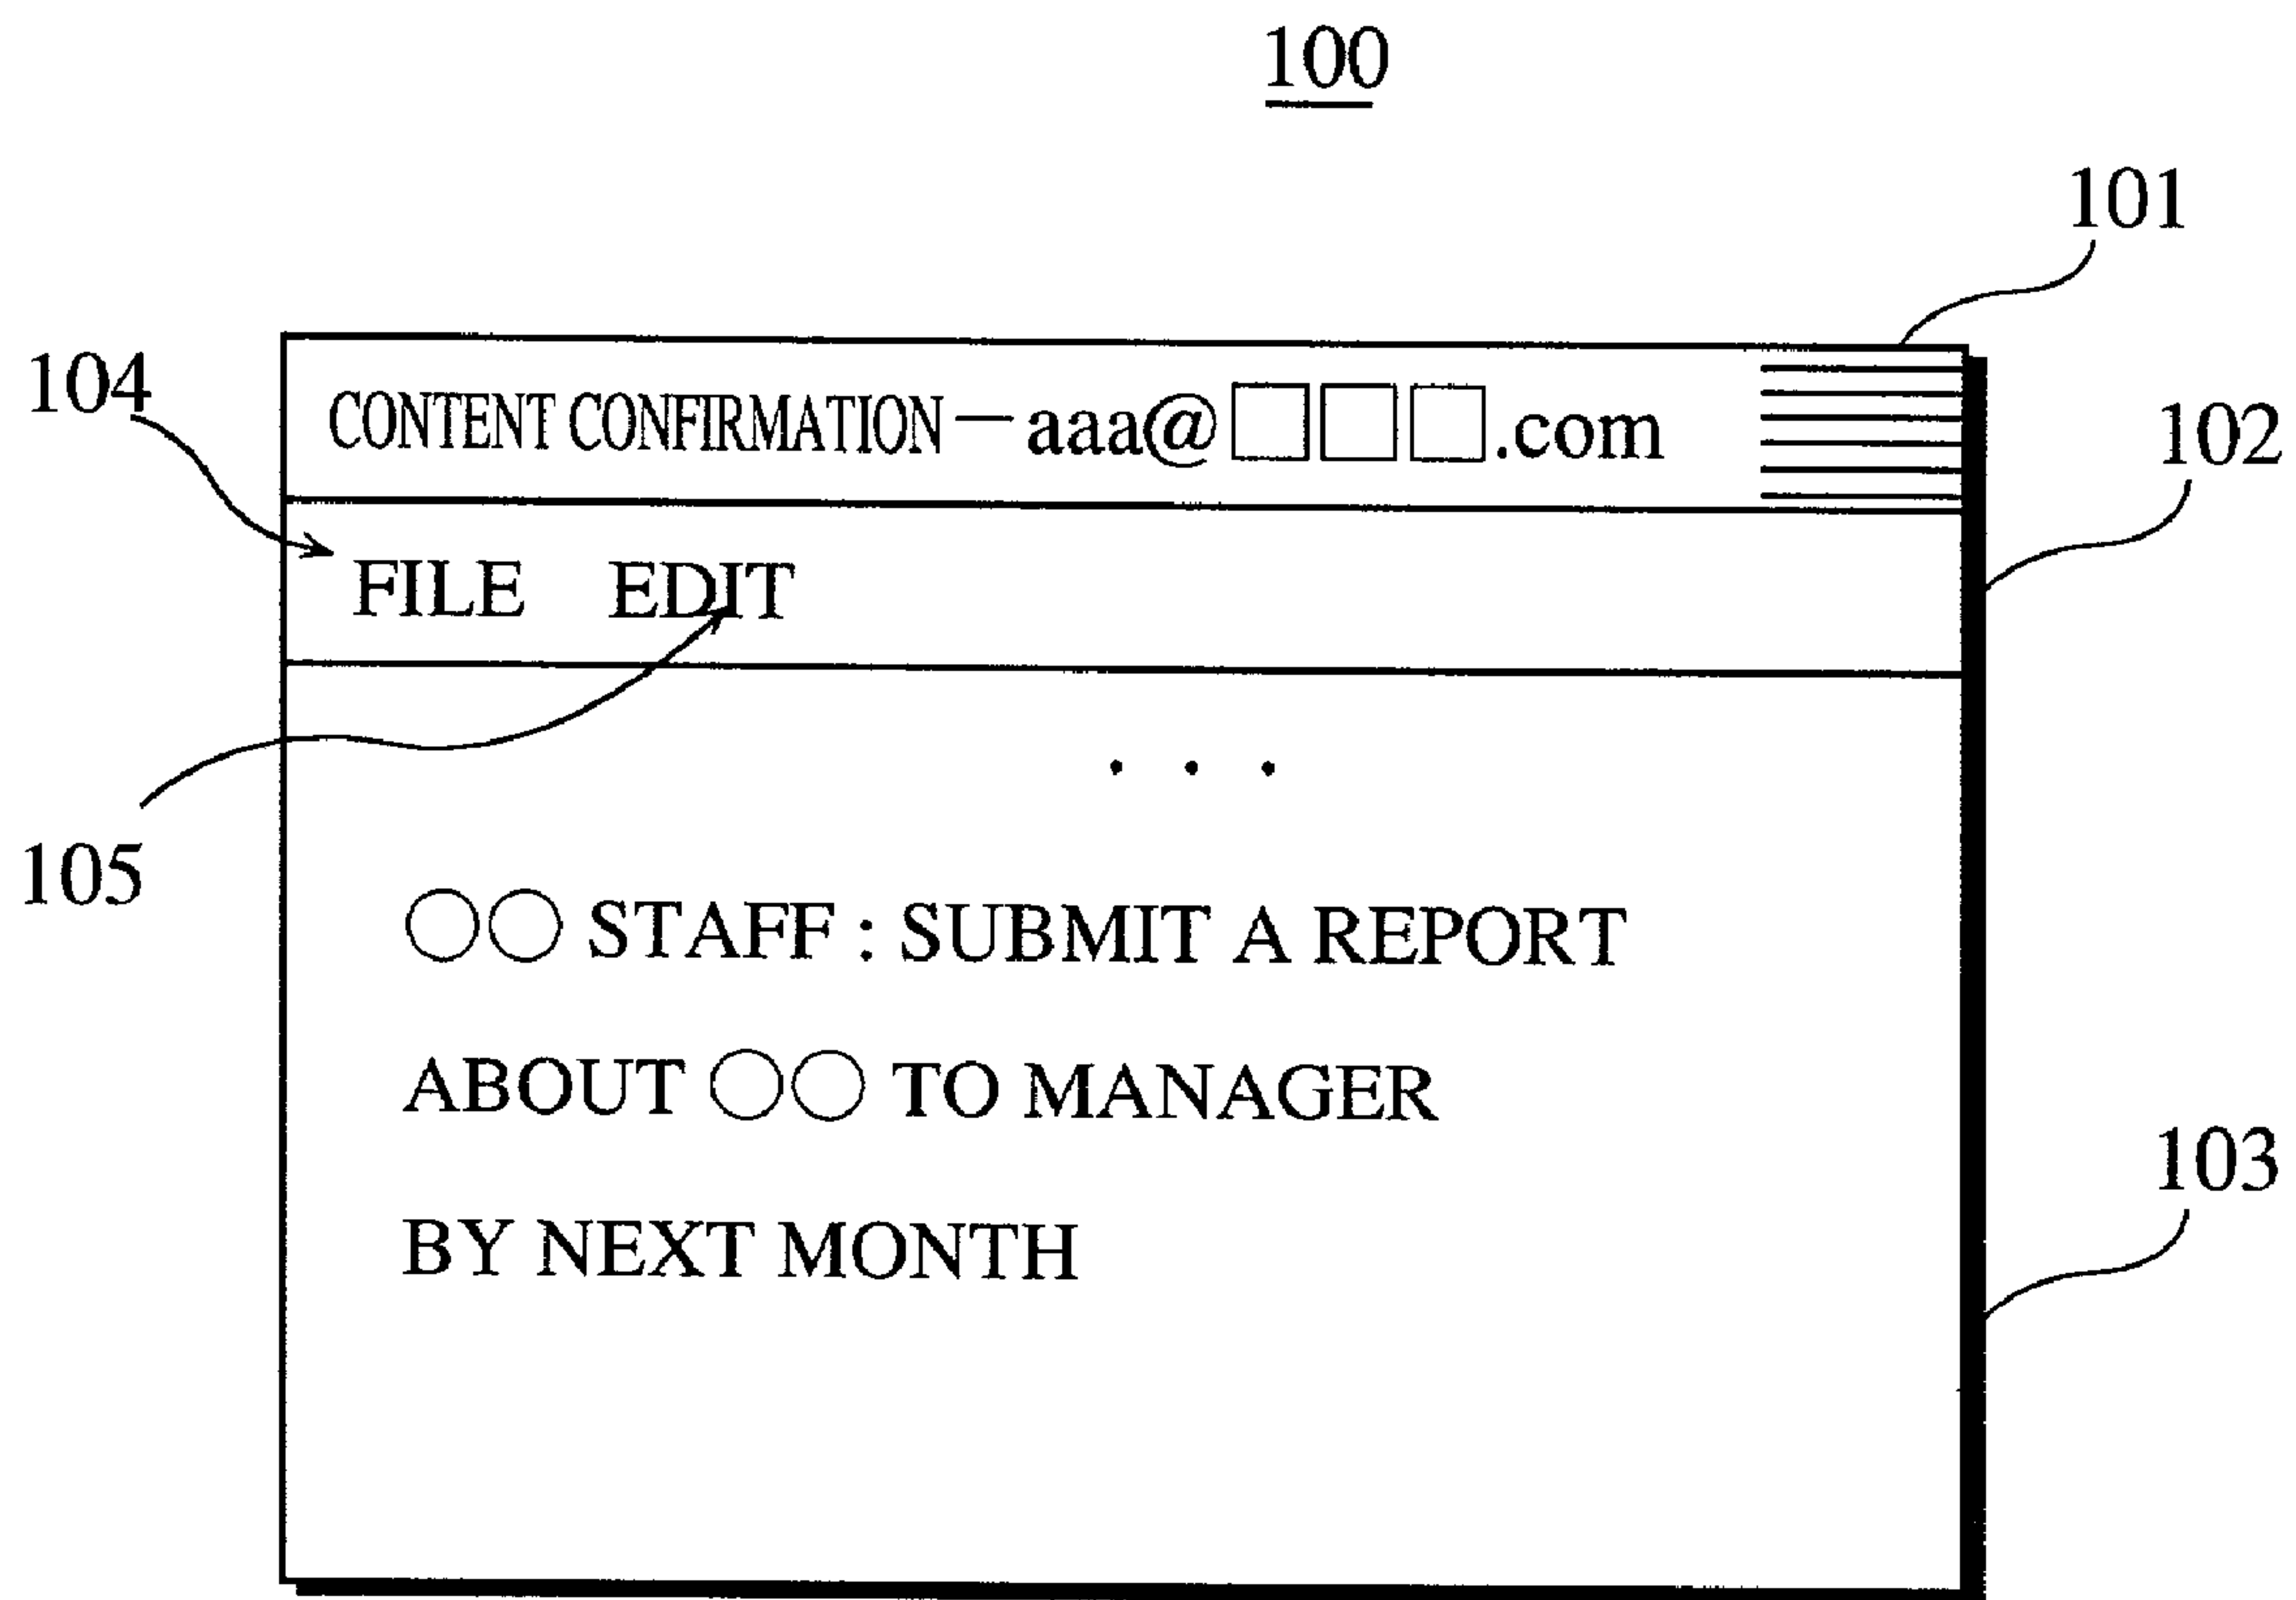 100
101
CONTENT CONFIRMATION—aaa@□□□.com
104
102
FILE EDIT
. . .
105
○○ STAFF : SUBMIT A REPORT
ABOUT ○○ TO MANAGER
103
BY NEXT MONTH